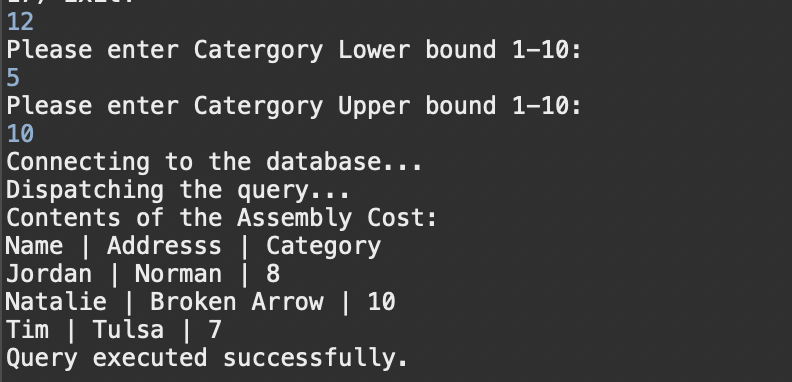 12
Please enter Catergory Lower bound 1-10:
5
Please enter Catergory Upper bound 1-10:
10
Connecting to the database...
Dispatching the query...
Contents of the Assembly Cost:
Name | Addresss | Category
Jordan | Norman | 8
Natalie | Broken Arrow | 10
Tim | Tulsa | 7
Query executed successfully.